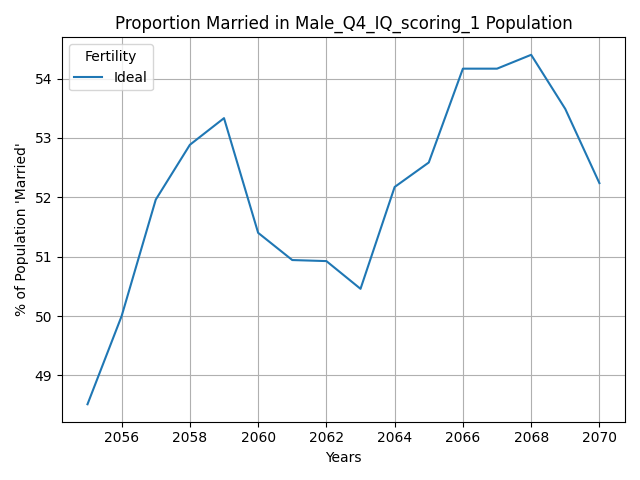 Proportion Married in Male_Q4_IQ_scoring_1 Population
Fertility
Ideal
% of Population 'Married'
54
53
52
51
50
49
2056 2058 2060 2062 2064 2066 2068 2070
Years